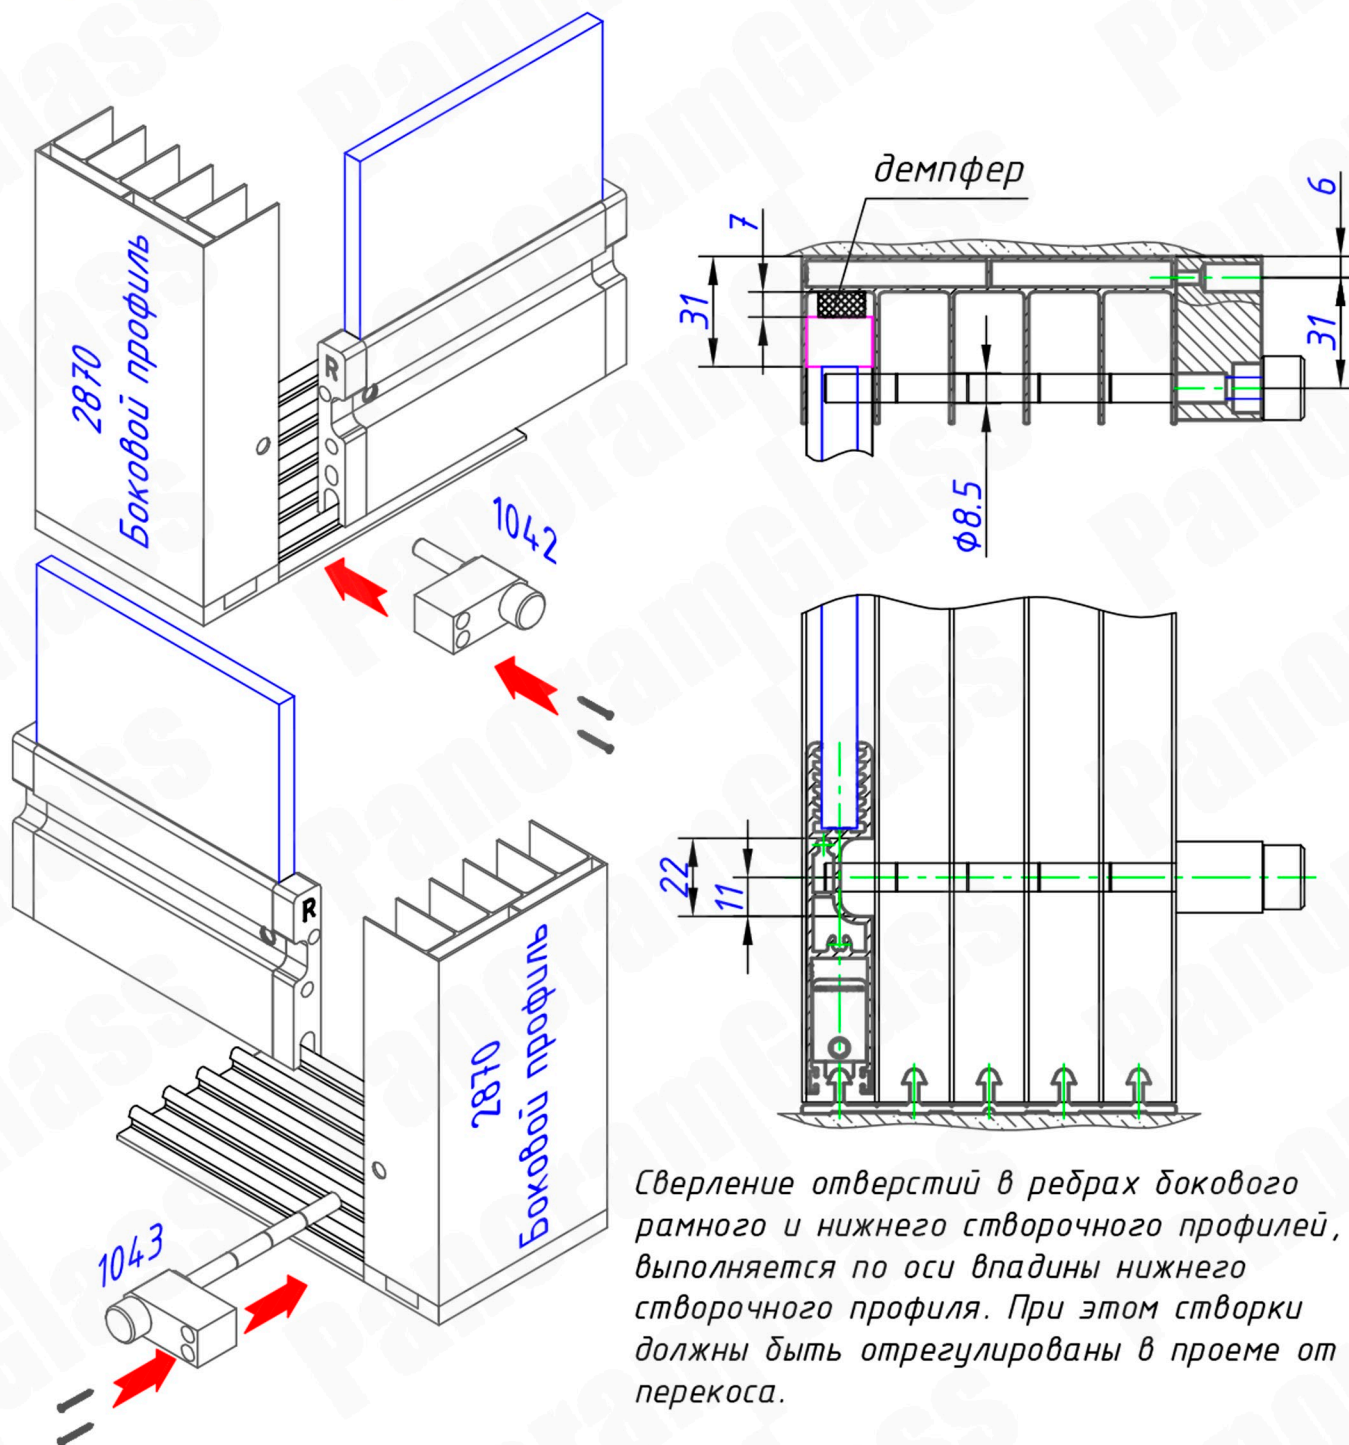 2870
Боковой профиль
R
1042
демпфер
7
31
6
31
ф8.5
R
2870
Боковой профиль
1043
22
11
Сверление отверстий в ребрах бокового
рамного и нижнего створочного профилей,
выполняется по оси впадины нижнего
створочного профиля. При этом створки
должны быть отрегулированы в проеме от
перекоса.
PanoramGlass